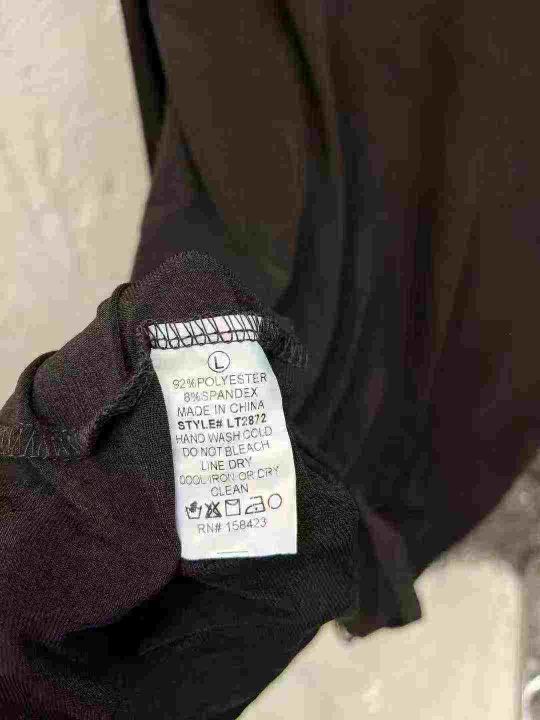 L
92%POLYESTER
8%SPANDEX
MADE IN CHINA
STYLE# LT2872
HAND WASH COLD
DO NOT BLEACH
LINE DRY
COOL IRON OR DRY
CLEAN
RN# 158423